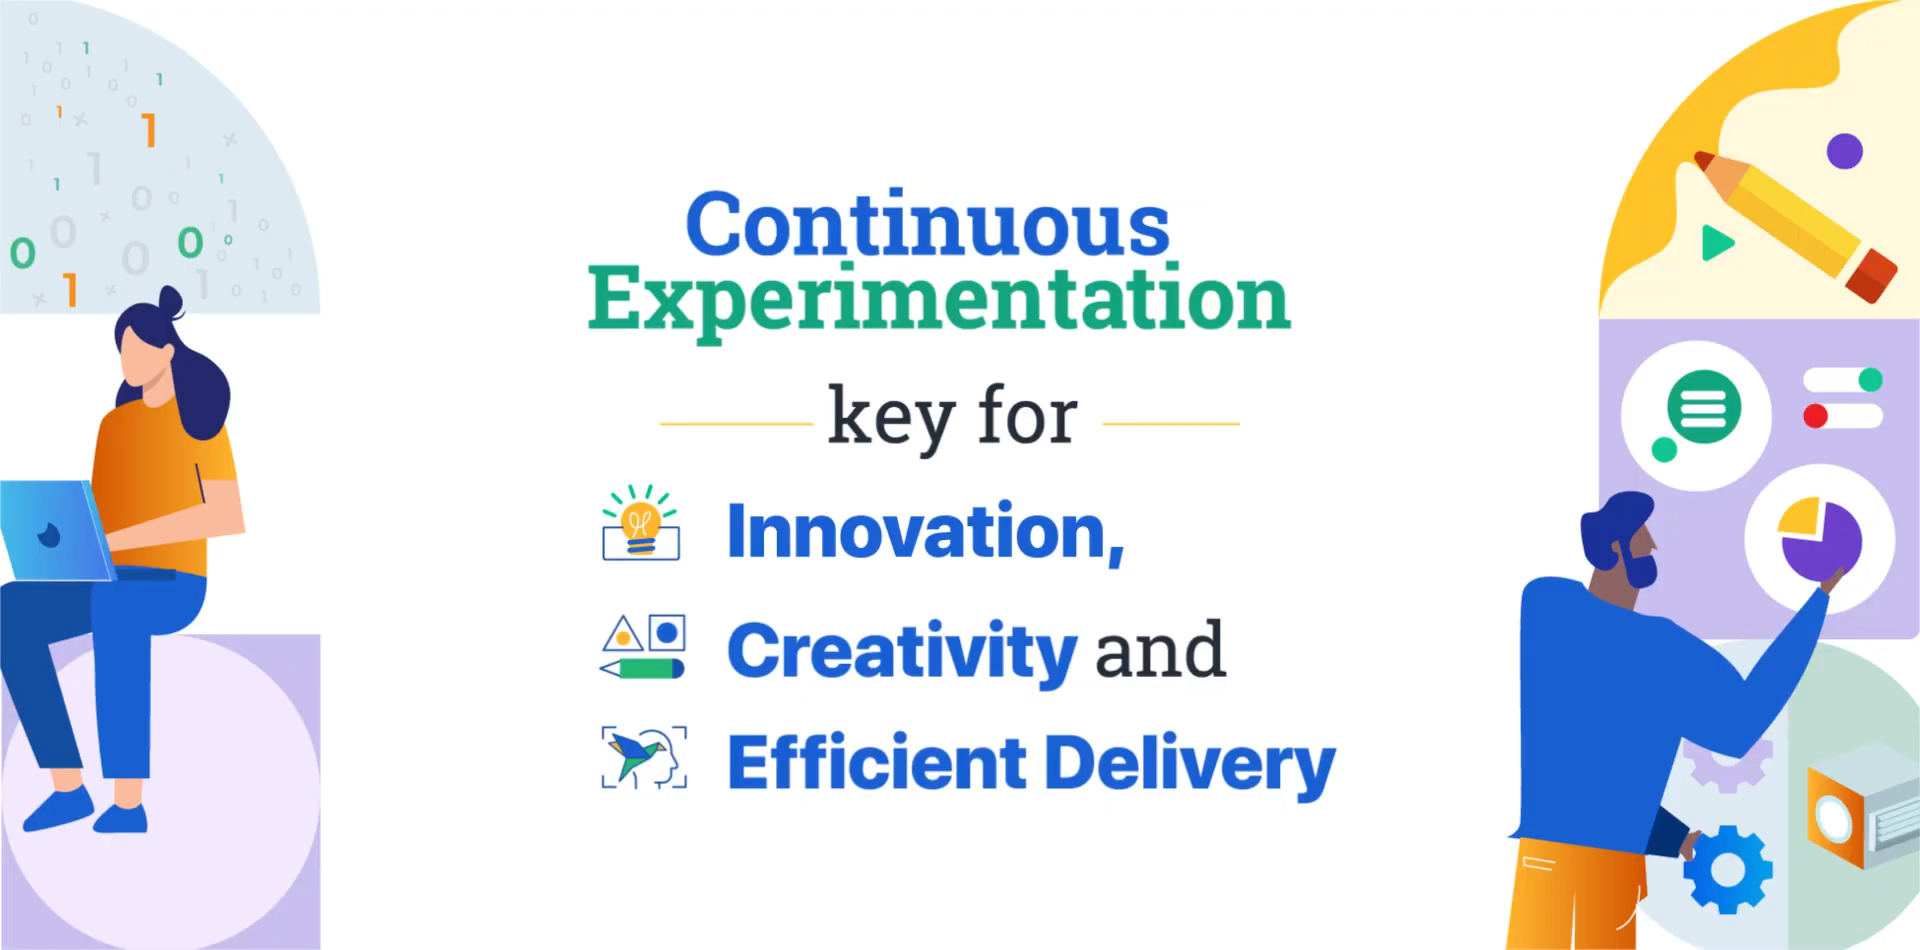 Continuous
Experimentation
key for
Innovation,
Creativity and
Efficient Delivery